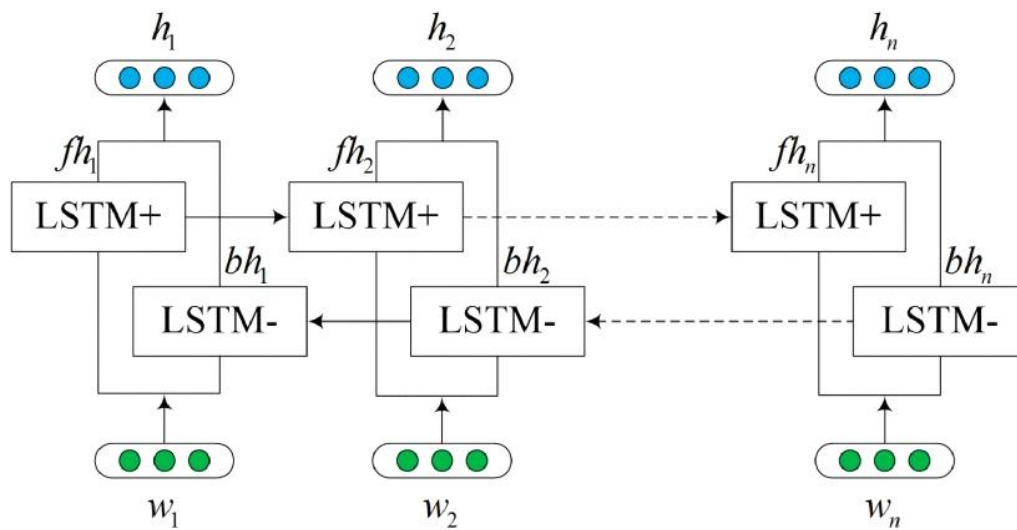 h₁ h₂ hₙ
fh₁ fh₂ fhₙ
LSTM+ LSTM+ LSTM+
bh₁ bh₂ bhₙ
LSTM- LSTM- LSTM-
w₁ w₂ wₙ